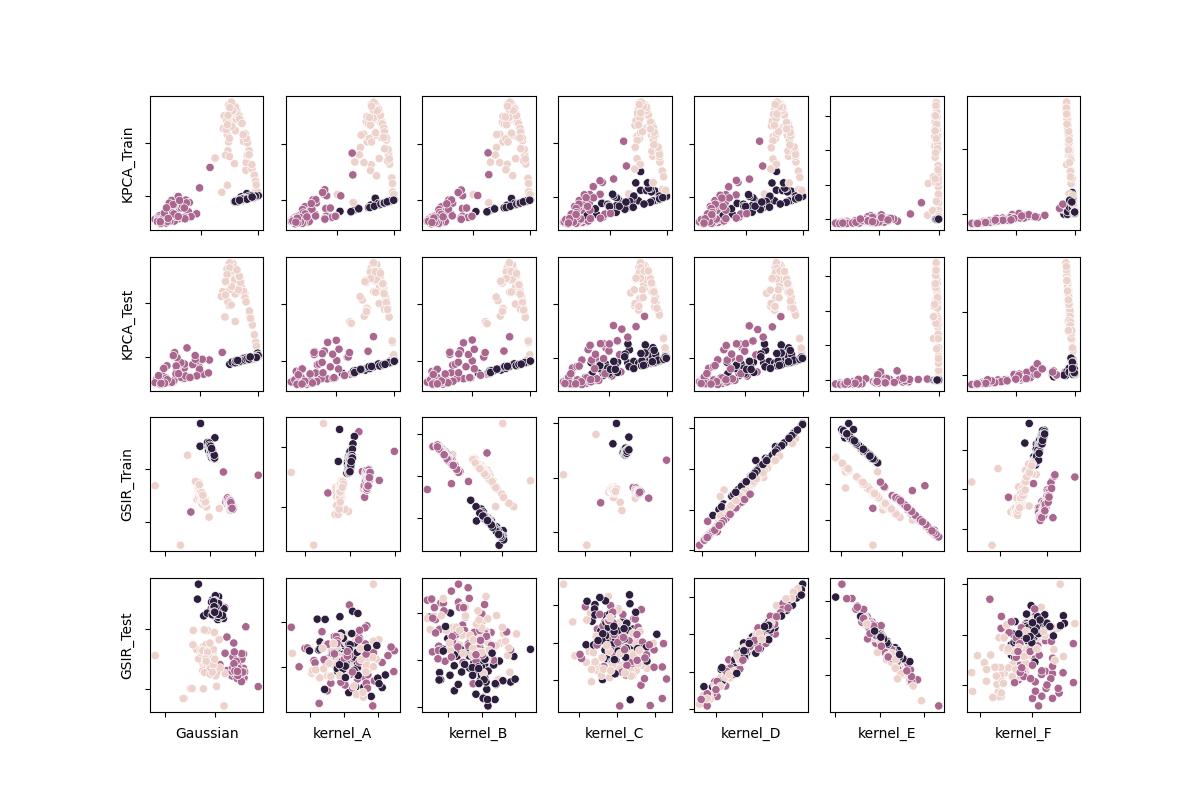 KPCA_Train
KPCA_Test
GSIR_Train
GSIR_Test
Gaussian
kernel_A
kernel_B
kernel_C
kernel_D
kernel_E
kernel_F